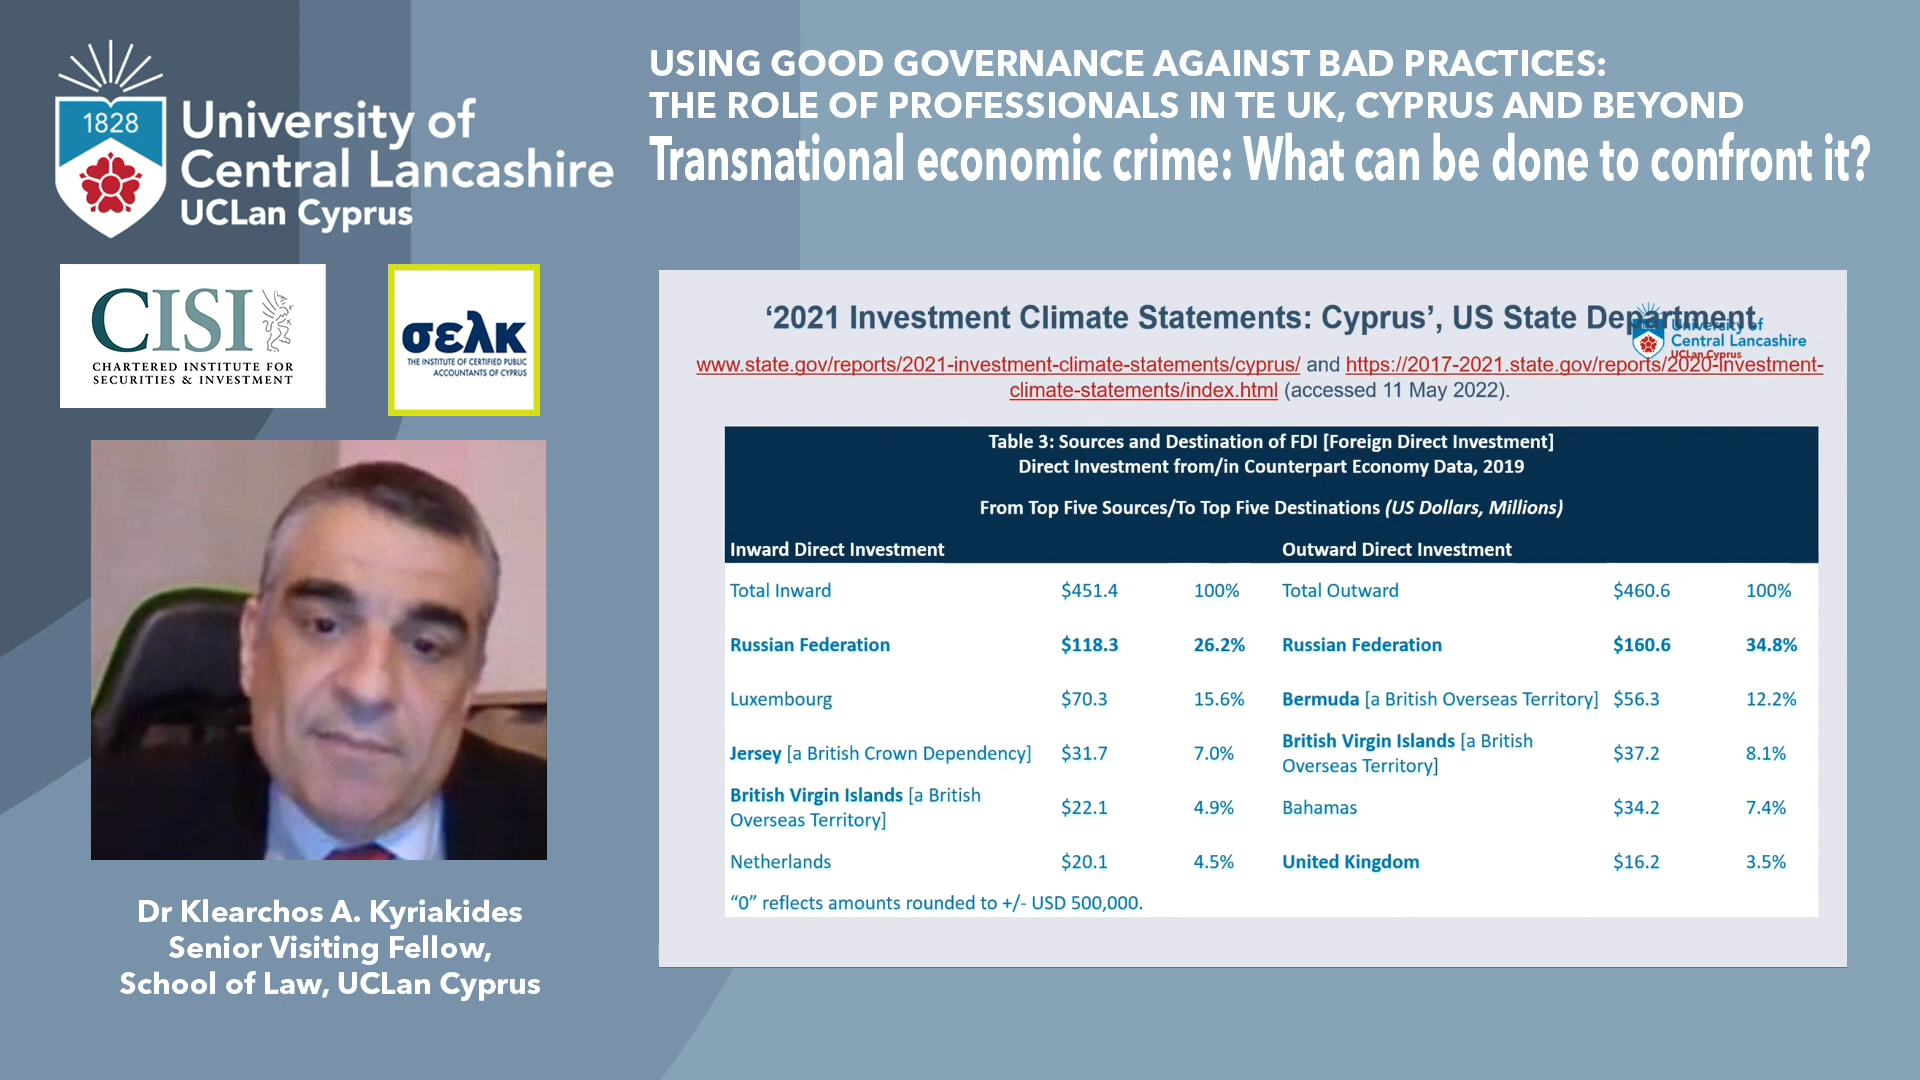 1828
University of
Central Lancashire
UCLan Cyprus
USING GOOD GOVERNANCE AGAINST BAD PRACTICES:
THE ROLE OF PROFESSIONALS IN TE UK, CYPRUS AND BEYOND
Transnational economic crime: What can be done to confront it?
CISI
CHARTERED INSTITUTE FOR
SECURITIES & INVESTMENT
σελκ
THE INSTITUTE OF CERTIFIED PUBLIC
ACCOUNTANTS OF CYPRUS
Dr Klearchos A. Kyriakides
Senior Visiting Fellow,
School of Law, UCLan Cyprus
‘2021 Investment Climate Statements: Cyprus’, US State Department
University of
Central Lancashire
UCLan Cyprus
www.state.gov/reports/2021-investment-climate-statements/cyprus/ and https://2017-2021.state.gov/reports/2020-investment-
climate-statements/index.html (accessed 11 May 2022).
Table 3: Sources and Destination of FDI [Foreign Direct Investment]
Direct Investment from/in Counterpart Economy Data, 2019
From Top Five Sources/To Top Five Destinations (US Dollars, Millions)
Inward Direct Investment Outward Direct Investment
Total Inward $451.4 100% Total Outward $460.6 100%
Russian Federation $118.3 26.2% Russian Federation $160.6 34.8%
Luxembourg $70.3 15.6% Bermuda [a British Overseas Territory] $56.3 12.2%
Jersey [a British Crown Dependency] $31.7 7.0% British Virgin Islands [a British
Overseas Territory] $37.2 8.1%
British Virgin Islands [a British
Overseas Territory] $22.1 4.9% Bahamas $34.2 7.4%
Netherlands $20.1 4.5% United Kingdom $16.2 3.5%
“0” reflects amounts rounded to +/- USD 500,000.